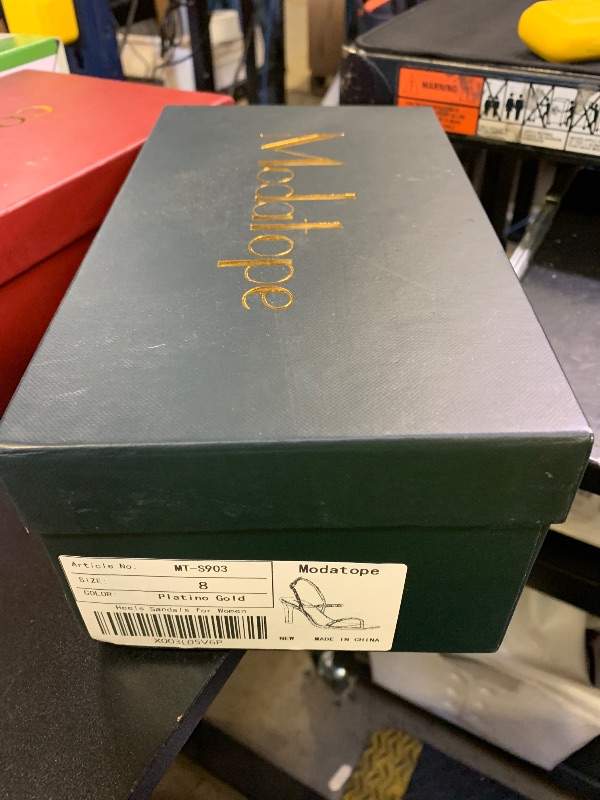 Modatope
WARNING
Article No: MT-S903
SIZE: 8
COLOR: Platino Gold
Heels Sandals for Women
X003L05V6P
Modatope
NEW MADE IN CHINA